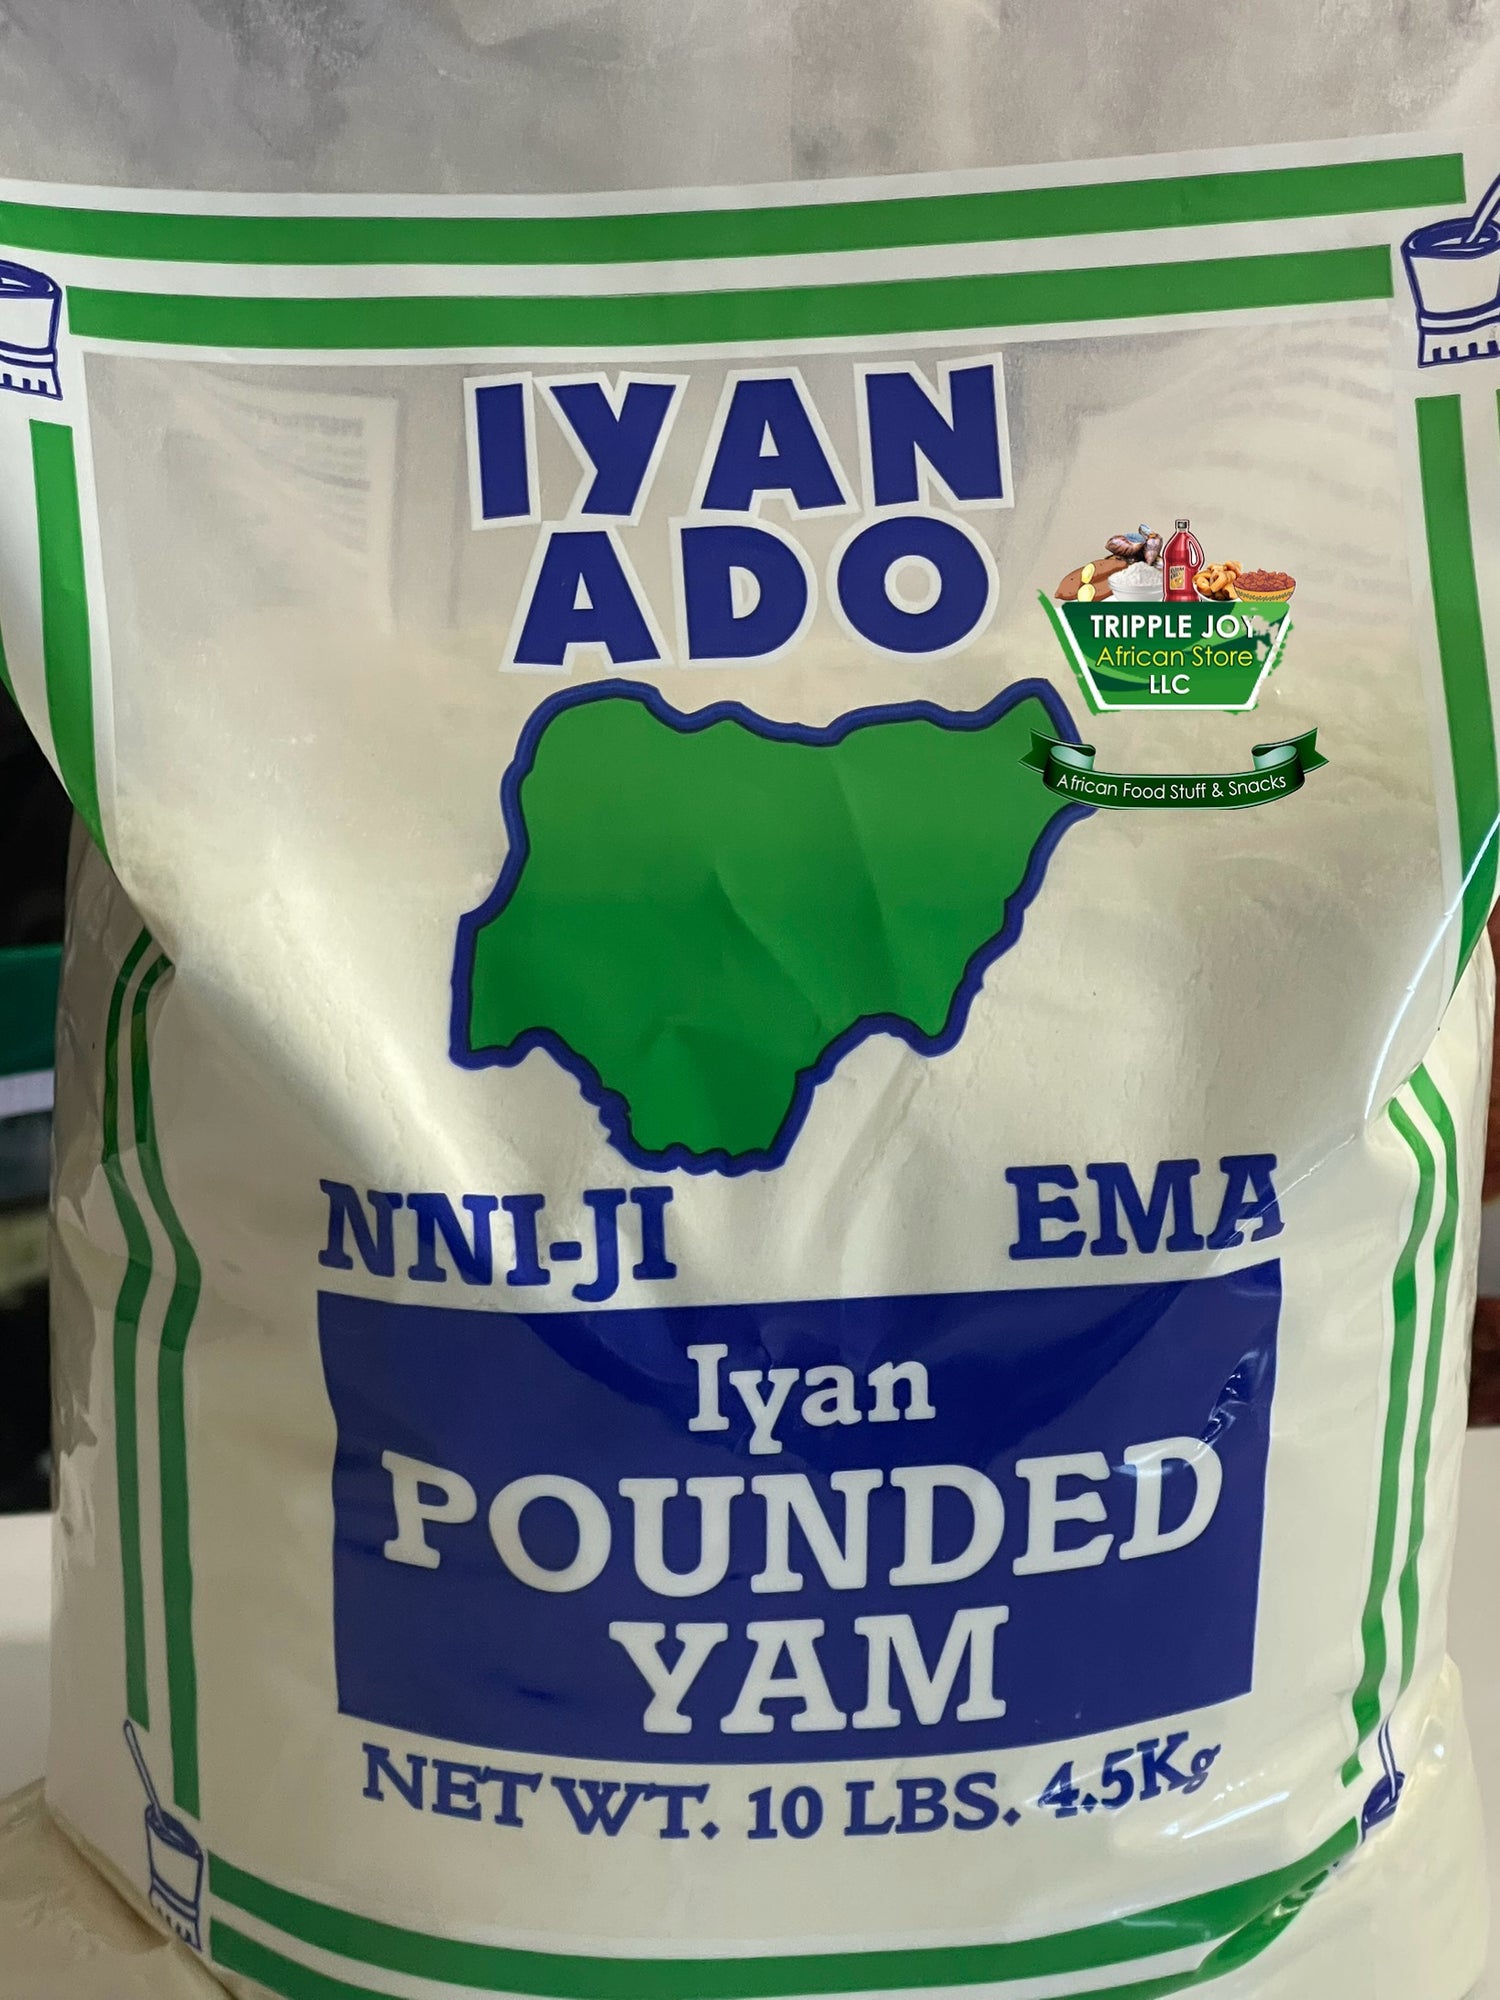 IYAN
ADO
TRIPPLE JOY
African Store
LLC
African Food Stuff & Snacks
NNI-JI
EMA
Iyan
POUNDED
YAM
NET WT. 10 LBS. 4.5Kg